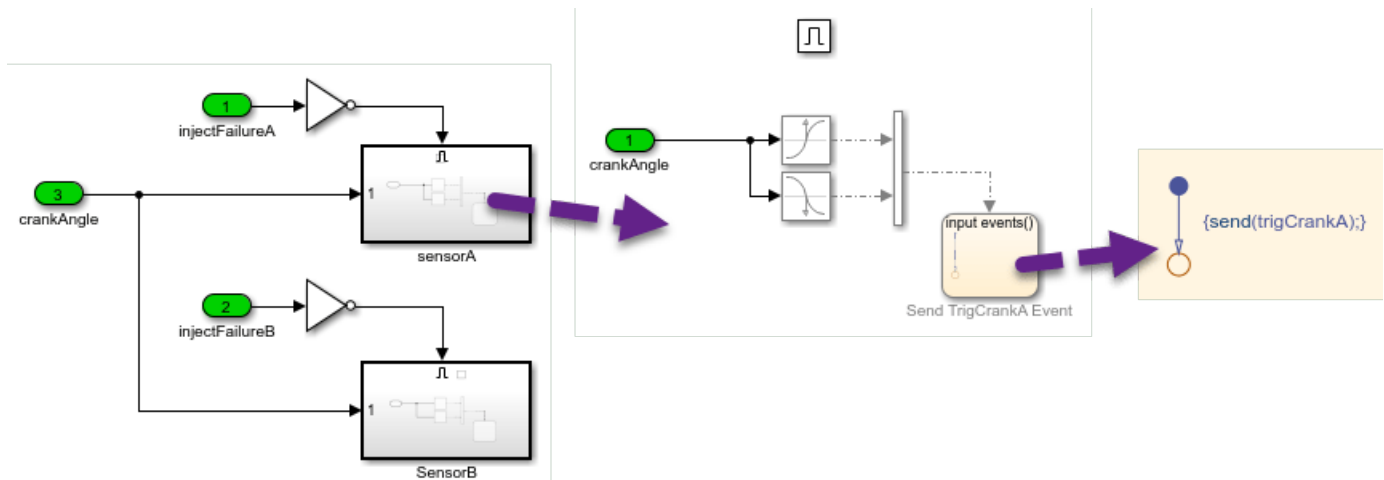 1
injectFailureA
3
crankAngle
1
sensorA
2
injectFailureB
1
SensorB
1
crankAngle
input events()
Send TrigCrankA Event
{send(trigCrankA);}